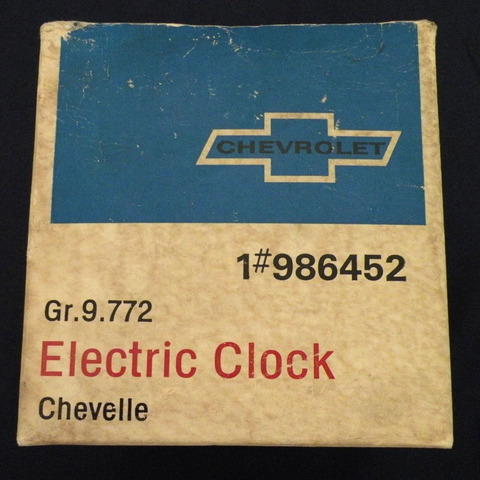 CHEVROLET
1#986452
Gr.9.772
Electric Clock
Chevelle